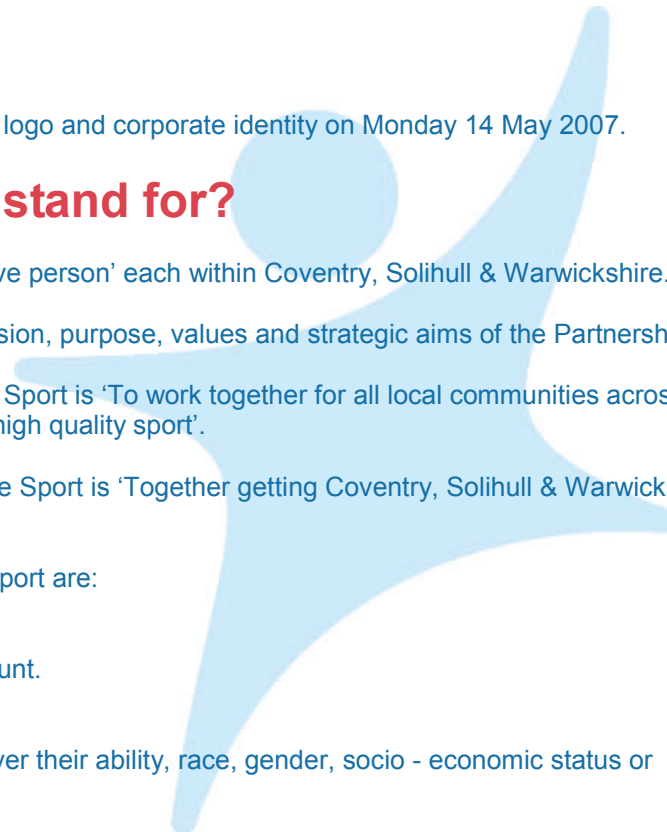 logo and corporate identity on Monday 14 May 2007.
stand for?
ve person’ each within Coventry, Solihull & Warwickshire.
sion, purpose, values and strategic aims of the Partnersh
Sport is ‘To work together for all local communities acros
high quality sport’.
e Sport is ‘Together getting Coventry, Solihull & Warwick
port are:
unt.
ver their ability, race, gender, socio - economic status or